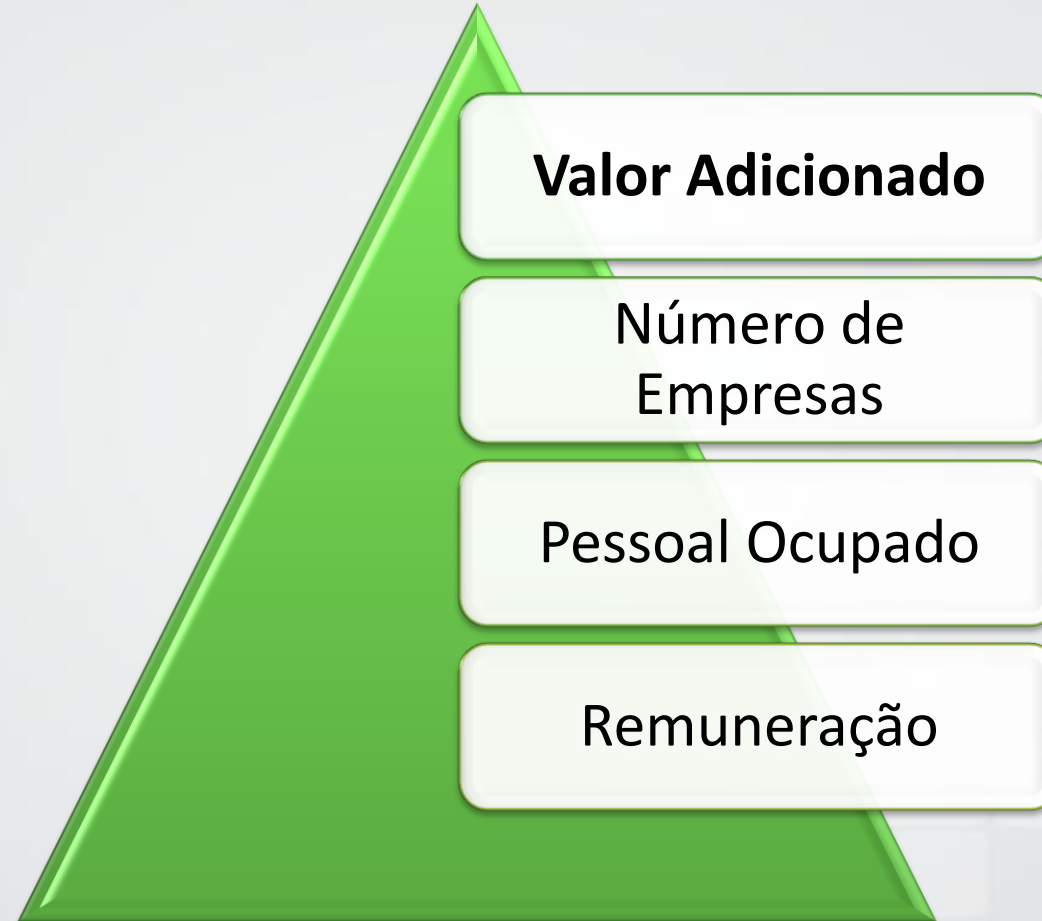 Valor Adicionado
Número de
Empresas
Pessoal Ocupado
Remuneração